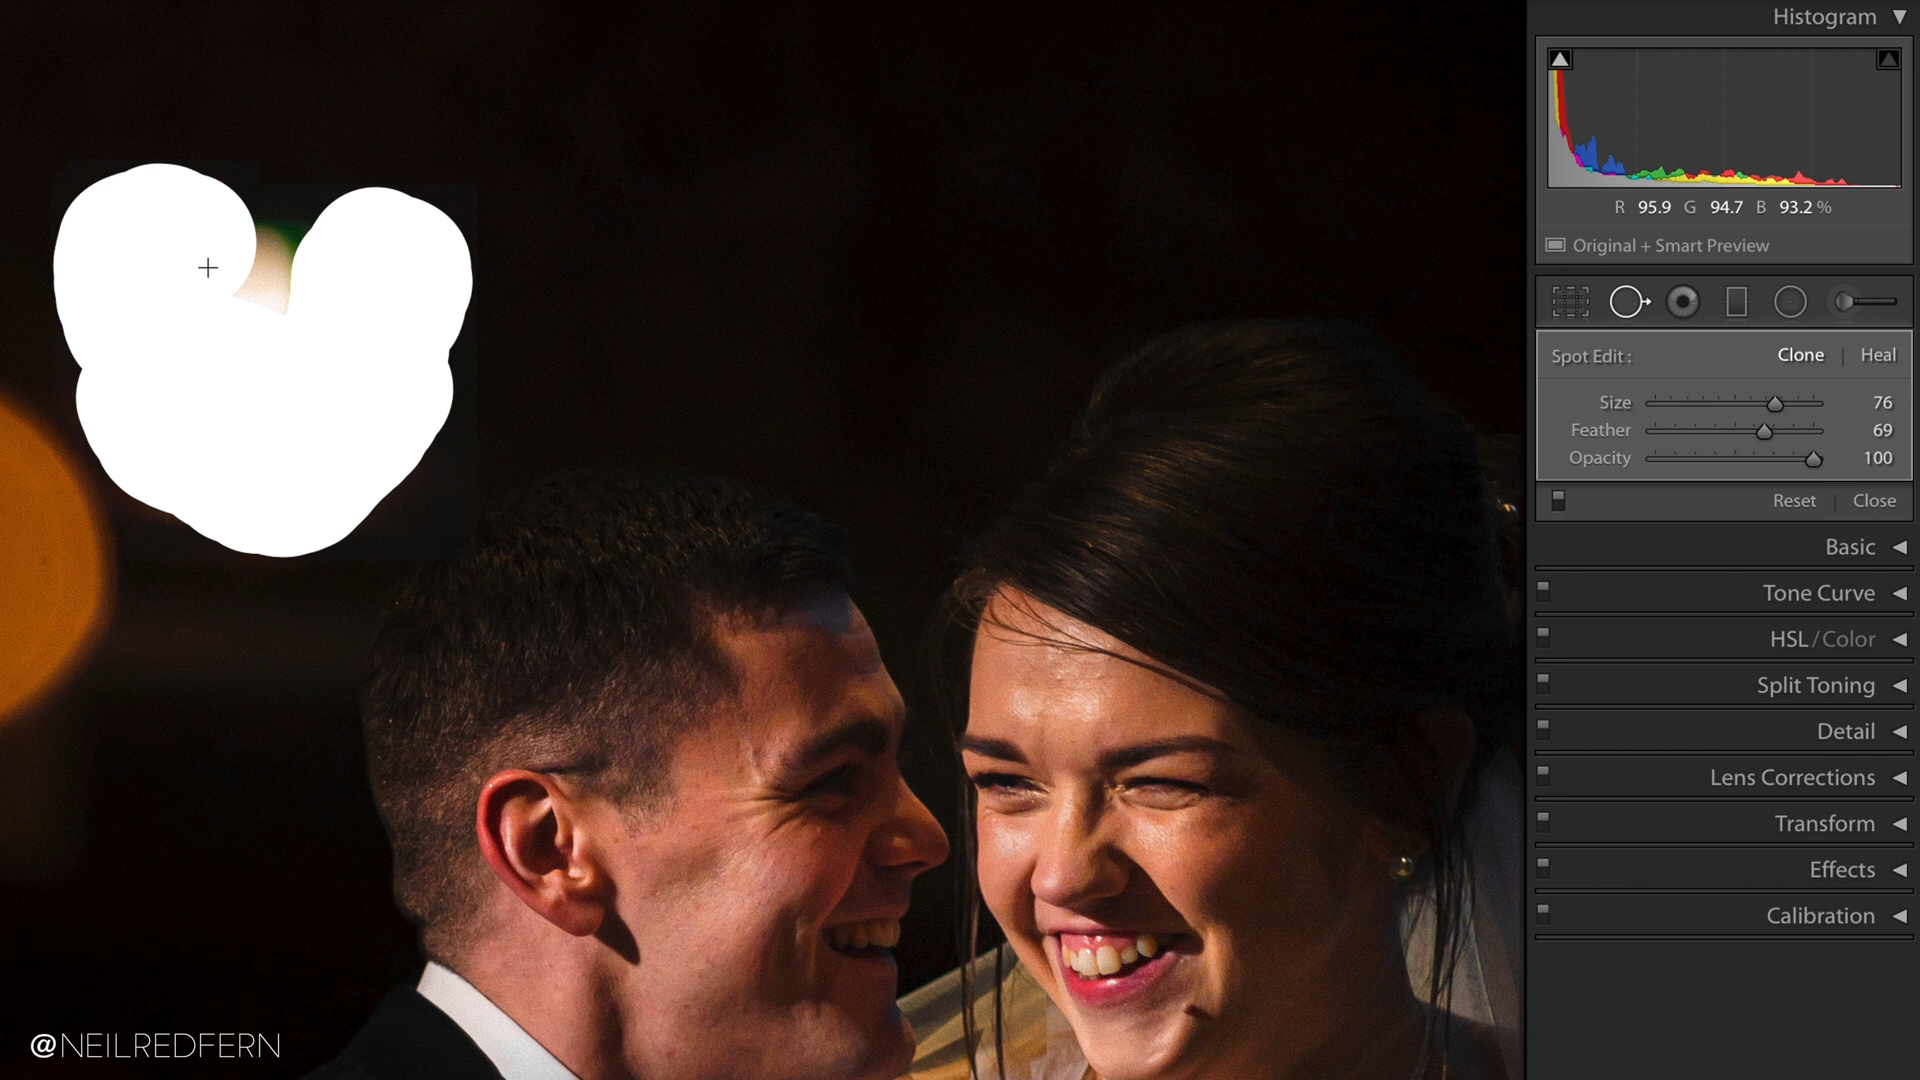 Histogram
R 95.9 G 94.7 B 93.2 %
Original + Smart Preview
Spot Edit : Clone | Heal
Size 76
Feather 69
Opacity 100
Reset | Close
Basic
Tone Curve
HSL / Color
Split Toning
Detail
Lens Corrections
Transform
Effects
Calibration
@NEILREDFERN